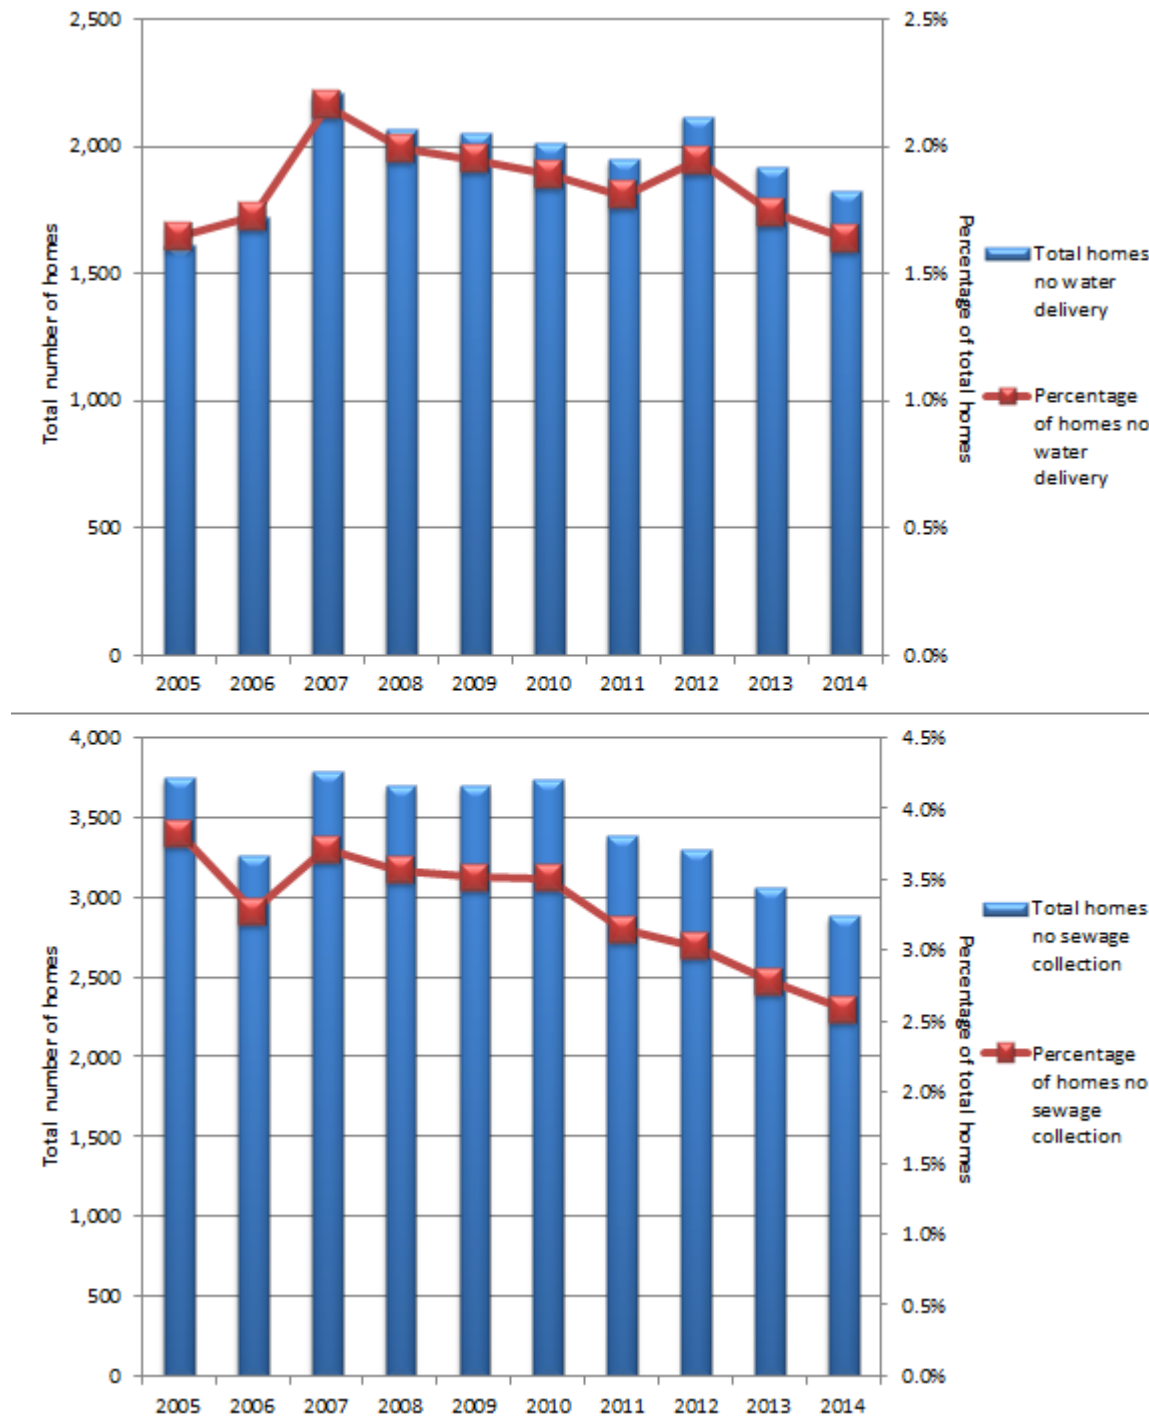 2,500
2,000
1,500
1,000
500
0
Total number of homes
2.5%
2.0%
1.5%
1.0%
0.5%
0.0%
Percentage of total homes
2005 2006 2007 2008 2009 2010 2011 2012 2013 2014
Total homes
no water
delivery
Percentage
of homes no
water
delivery
4,000
3,500
3,000
2,500
2,000
1,500
1,000
500
0
Total number of homes
4.5%
4.0%
3.5%
3.0%
2.5%
2.0%
1.5%
1.0%
0.5%
0.0%
Percentage of total homes
2005 2006 2007 2008 2009 2010 2011 2012 2013 2014
Total homes
no sewage
collection
Percentage
of homes no
sewage
collection